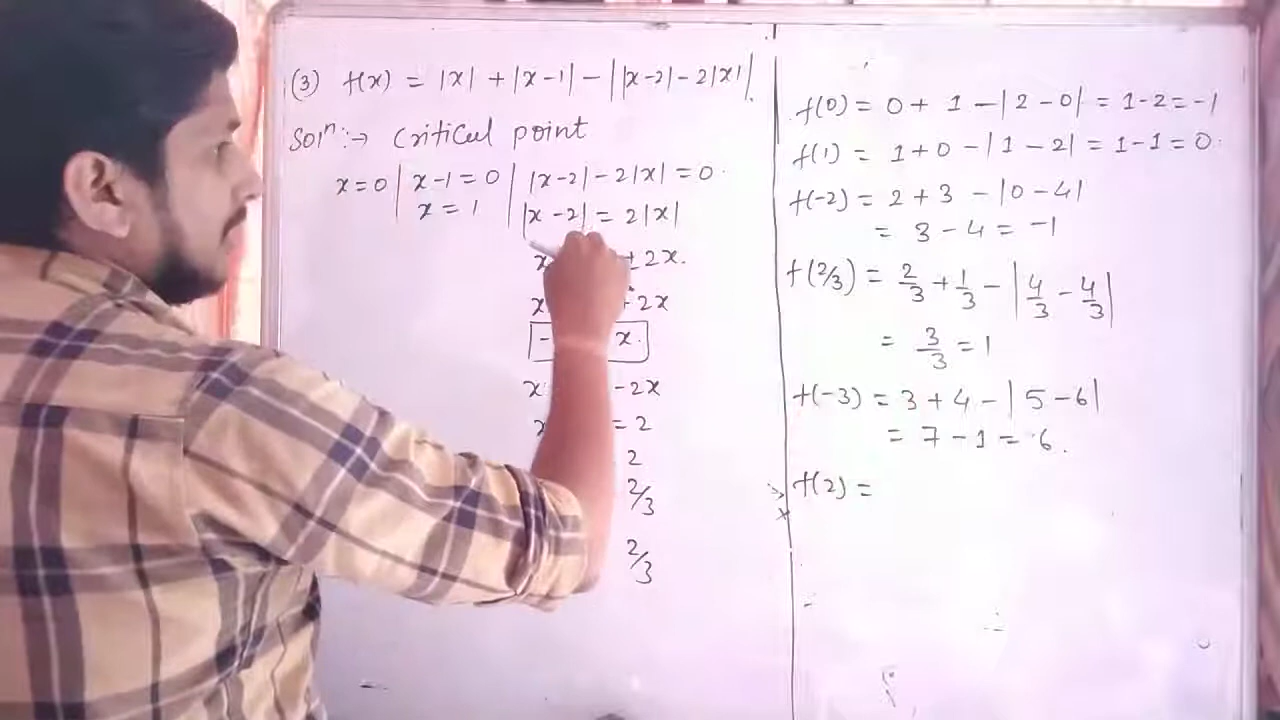 (3) f(x) = |x| + |x-1| - ||x-2| - 2|x||.
Solⁿ:→ Critical point
x=0 | x-1=0 | |x-2| - 2|x| = 0
x = 1 | |x-2| = 2|x|
x ± 2x.
x +2x
- x.
x -2x
x = 2
2
2/3
2/3
f(0) = 0 + 1 - |2-0| = 1-2 = -1
f(1) = 1+0 - |1-2| = 1-1 = 0
f(-2) = 2+3 - |0-4|
= 3-4 = -1
f(2/3) = 2/3 + 1/3 - |4/3 - 4/3|
= 3/3 = 1
f(-3) = 3+4 - |5-6|
= 7-1 = 6.
f(2) =